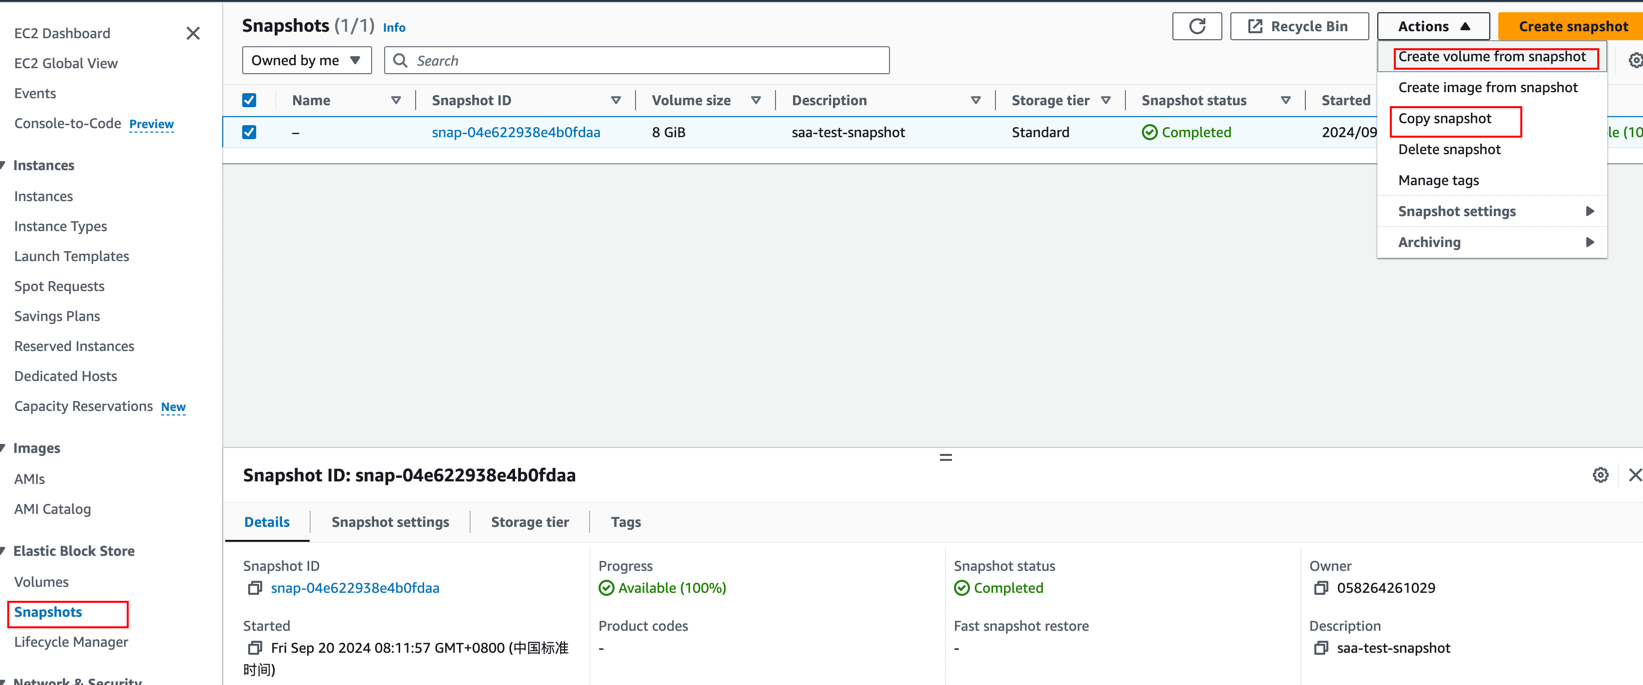 EC2 Dashboard
EC2 Global View
Events
Console-to-Code Preview
Instances
Instances
Instance Types
Launch Templates
Spot Requests
Savings Plans
Reserved Instances
Dedicated Hosts
Capacity Reservations New
Images
AMIs
AMI Catalog
Elastic Block Store
Volumes
Snapshots
Lifecycle Manager
Network & Security
Snapshots (1/1) Info
Recycle Bin
Actions
Create snapshot
Owned by me
Search
Create volume from snapshot
Create image from snapshot
Copy snapshot
Delete snapshot
Manage tags
Snapshot settings
Archiving
Name Snapshot ID Volume size Description Storage tier Snapshot status Started
– snap-04e622938e4b0fdaa 8 GiB saa-test-snapshot Standard Completed 2024/09 le (10
Snapshot ID: snap-04e622938e4b0fdaa
Details Snapshot settings Storage tier Tags
Snapshot ID
snap-04e622938e4b0fdaa
Progress
Available (100%)
Snapshot status
Completed
Owner
058264261029
Started
Fri Sep 20 2024 08:11:57 GMT+0800 (中国标准
时间)
Product codes
-
Fast snapshot restore
-
Description
saa-test-snapshot